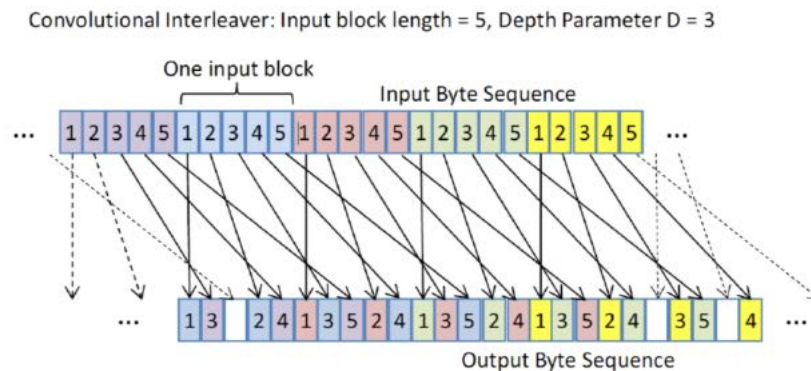 Convolutional Interleaver: Input block length = 5, Depth Parameter D = 3
One input block
Input Byte Sequence
... 1 2 3 4 5 1 2 3 4 5 1 2 3 4 5 1 2 3 4 5 1 2 3 4 5 ...
... 1 3 2 4 1 3 5 2 4 1 3 5 2 4 1 3 5 2 4 3 5 4 ...
Output Byte Sequence